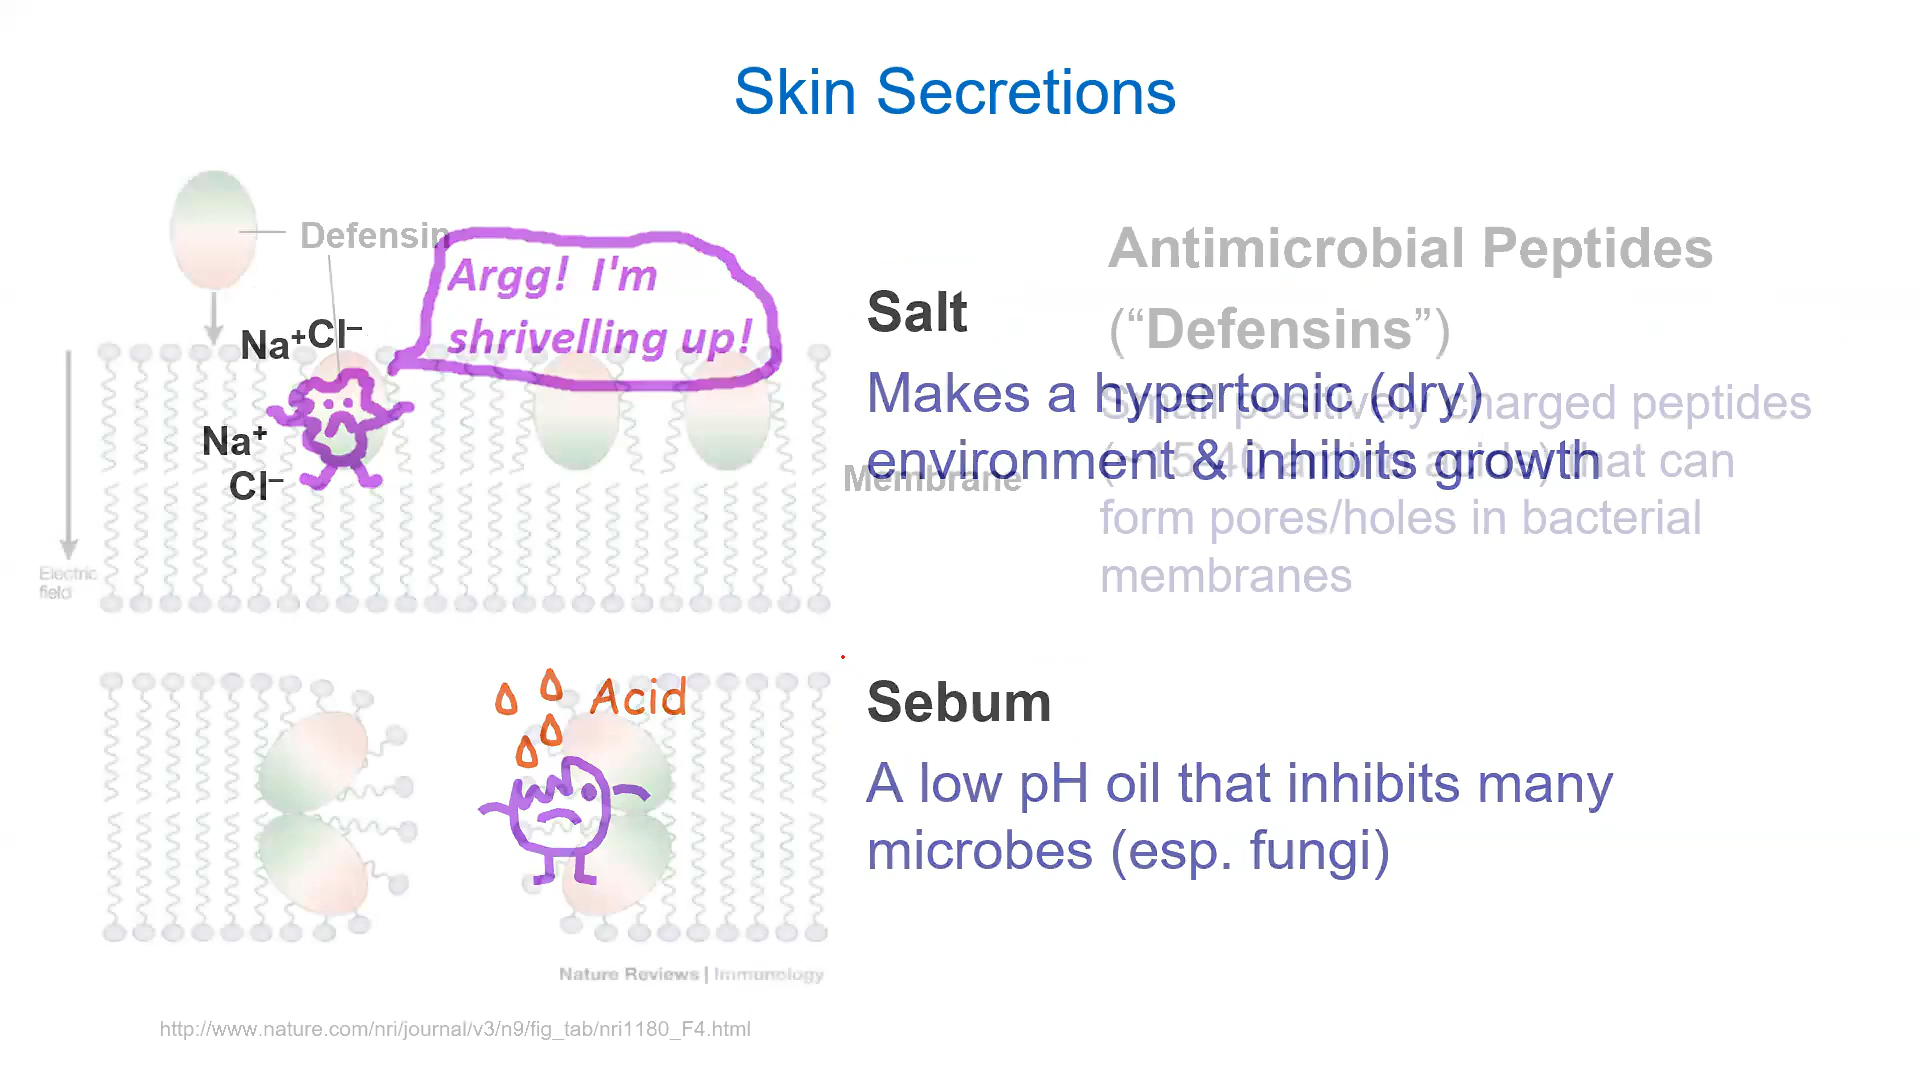 Skin Secretions
Defensin
Argg! I'm
shrivelling up!
Na⁺Cl⁻
Na⁺
Cl⁻
Electric
field
Membrane
Salt
Makes a hypertonic (dry)
environment & inhibits growth
Antimicrobial Peptides
(“Defensins”)
Small positively charged peptides
that can
form pores/holes in bacterial
membranes
Acid
Sebum
A low pH oil that inhibits many
microbes (esp. fungi)
Nature Reviews | Immunology
http://www.nature.com/nri/journal/v3/n9/fig_tab/nri1180_F4.html